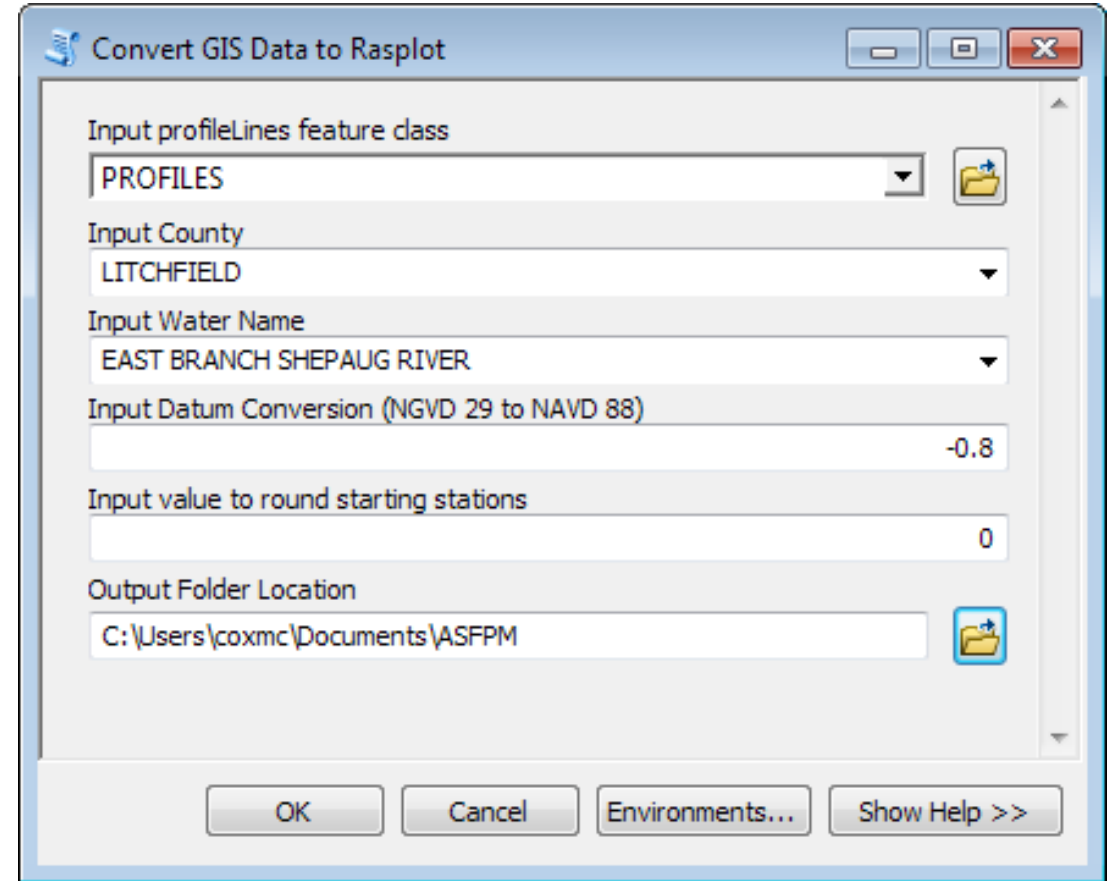 Convert GIS Data to Rasplot
Input profileLines feature class
PROFILES
Input County
LITCHFIELD
Input Water Name
EAST BRANCH SHEPAUG RIVER
Input Datum Conversion (NGVD 29 to NAVD 88)
-0.8
Input value to round starting stations
0
Output Folder Location
C:\Users\coxmc\Documents\ASFPM
OK Cancel Environments... Show Help >>